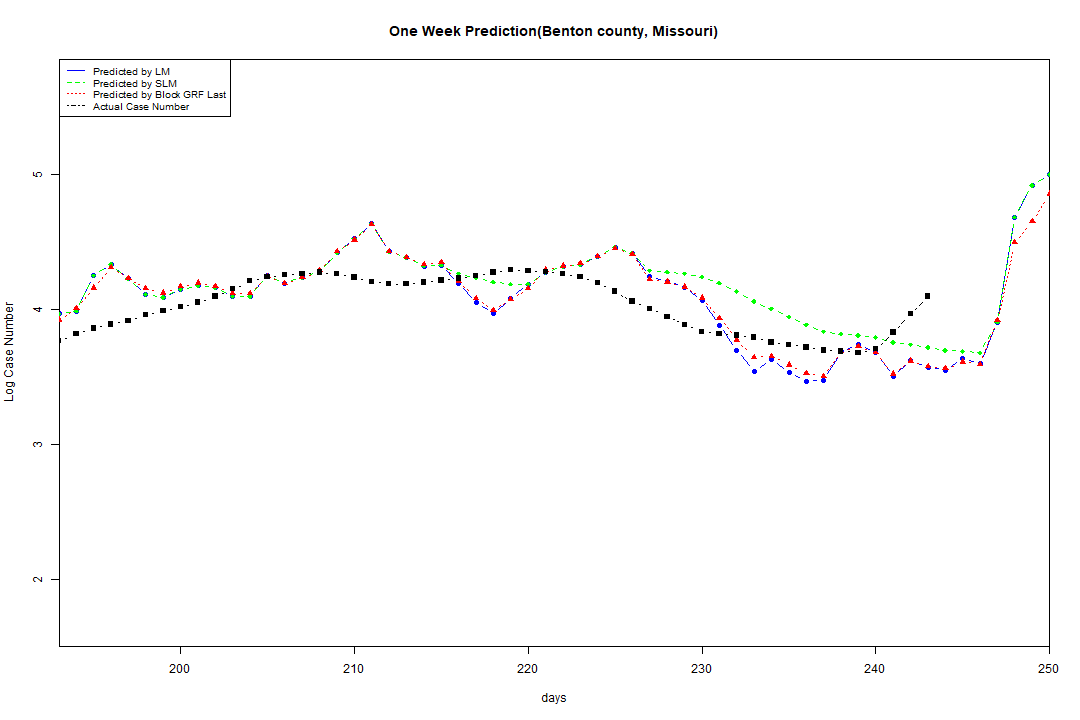 One Week Prediction(Benton county, Missouri)
Predicted by LM
Predicted by SLM
Predicted by Block GRF Last
Actual Case Number
Log Case Number
5
4
3
2
200 210 220 230 240 250
days